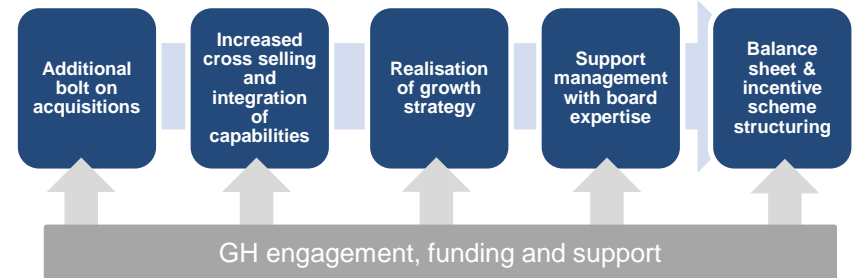 Additional
bolt on
acquisitions
Increased
cross selling
and
integration
of
capabilities
Realisation
of growth
strategy
Support
management
with board
expertise
Balance
sheet &
incentive
scheme
structuring
GH engagement, funding and support